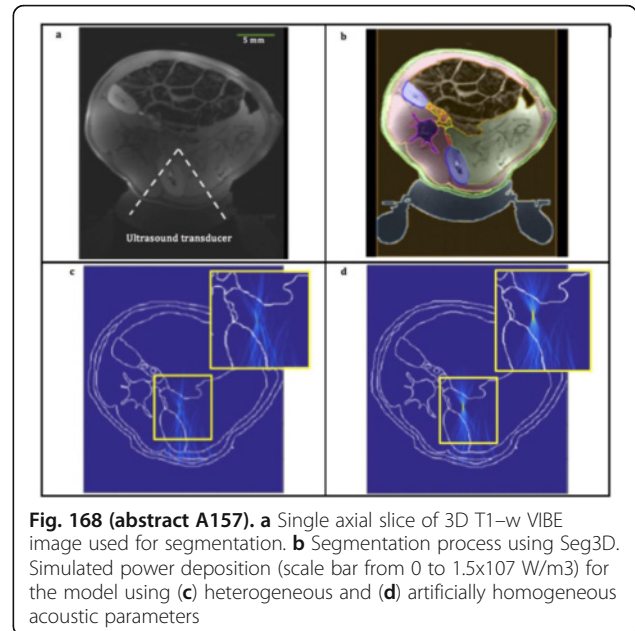 a
5 mm
b
Ultrasound transducer
c
d
Fig. 168 (abstract A157). a Single axial slice of 3D T1–w VIBE
image used for segmentation. b Segmentation process using Seg3D.
Simulated power deposition (scale bar from 0 to 1.5x107 W/m3) for
the model using (c) heterogeneous and (d) artificially homogeneous
acoustic parameters